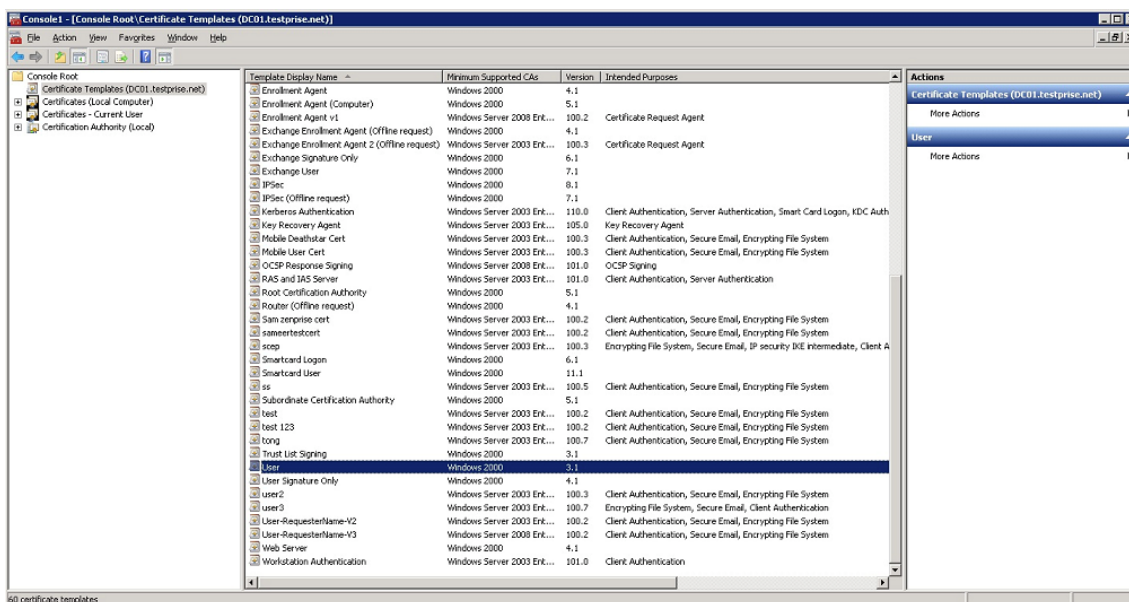 Console1 - [Console Root\Certificate Templates (DC01.testprise.net)]
File Action View Favorites Window Help
Console Root
Certificate Templates (DC01.testprise.net)
Certificates (Local Computer)
Certificates - Current User
Certification Authority (Local)
Template Display Name Minimum Supported CAs Version Intended Purposes
Enrollment Agent Windows 2000 4.1
Enrollment Agent (Computer) Windows 2000 5.1
Enrollment Agent v1 Windows Server 2008 Ent... 100.2 Certificate Request Agent
Exchange Enrollment Agent (Offline request) Windows 2000 4.1
Exchange Enrollment Agent 2 (Offline request) Windows Server 2003 Ent... 100.3 Certificate Request Agent
Exchange Signature Only Windows 2000 6.1
Exchange User Windows 2000 7.1
IPSec Windows 2000 8.1
IPSec (Offline request) Windows 2000 7.1
Kerberos Authentication Windows Server 2003 Ent... 110.0 Client Authentication, Server Authentication, Smart Card Logon, KDC Auth
Key Recovery Agent Windows Server 2003 Ent... 105.0 Key Recovery Agent
Mobile Deathstar Cert Windows Server 2003 Ent... 100.3 Client Authentication, Secure Email, Encrypting File System
Mobile User Cert Windows Server 2003 Ent... 100.3 Client Authentication, Secure Email, Encrypting File System
OCSP Response Signing Windows Server 2008 Ent... 101.0 OCSP Signing
RAS and IAS Server Windows Server 2003 Ent... 101.0 Client Authentication, Server Authentication
Root Certification Authority Windows 2000 5.1
Router (Offline request) Windows 2000 4.1
Sam zenprise cert Windows Server 2003 Ent... 100.2 Client Authentication, Secure Email, Encrypting File System
sameertestcert Windows Server 2003 Ent... 100.2 Client Authentication, Secure Email, Encrypting File System
scep Windows Server 2003 Ent... 100.3 Encrypting File System, Secure Email, IP security IKE intermediate, Client A
Smartcard Logon Windows 2000 6.1
Smartcard User Windows 2000 11.1
ss Windows Server 2003 Ent... 100.5 Client Authentication, Secure Email, Encrypting File System
Subordinate Certification Authority Windows 2000 5.1
test Windows Server 2003 Ent... 100.2 Client Authentication, Secure Email, Encrypting File System
test 123 Windows Server 2003 Ent... 100.2 Client Authentication, Secure Email, Encrypting File System
tong Windows Server 2003 Ent... 100.7 Client Authentication, Secure Email, Encrypting File System
Trust List Signing Windows 2000 3.1
User Windows 2000 3.1
User Signature Only Windows 2000 4.1
user2 Windows Server 2003 Ent... 100.3 Client Authentication, Secure Email, Encrypting File System
user3 Windows Server 2003 Ent... 100.7 Encrypting File System, Secure Email, Client Authentication
User-RequesterName-V2 Windows Server 2003 Ent... 100.2 Client Authentication, Secure Email, Encrypting File System
User-RequesterName-V3 Windows Server 2008 Ent... 100.2 Client Authentication, Secure Email, Encrypting File System
Web Server Windows 2000 4.1
Workstation Authentication Windows Server 2003 Ent... 101.0 Client Authentication
Actions
Certificate Templates (DC01.testprise.net)
More Actions
User
More Actions
60 certificate templates